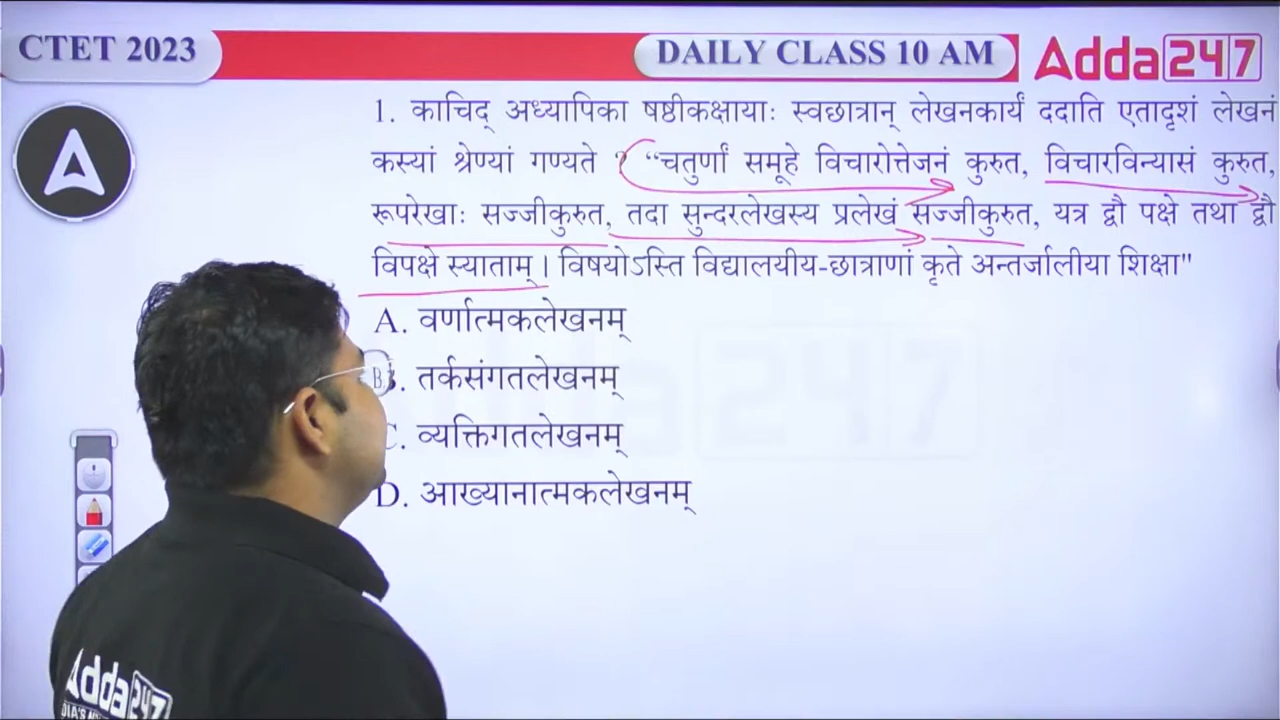 CTET 2023
DAILY CLASS 10 AM
Adda247
1. काचिद् अध्यापिका षष्ठीकक्षायाः स्वछात्रान् लेखनकार्यं ददाति एतादृशं लेखनं
कस्यां श्रेण्यां गण्यते ? “चतुर्णां समूहे विचारोत्तेजनं कुरुत, विचारविन्यासं कुरुत,
रूपरेखाः सज्जीकुरुत, तदा सुन्दरलेखस्य प्रलेखं सज्जीकुरुत, यत्र द्वौ पक्षे तथा द्वौ
विपक्षे स्याताम् । विषयोऽस्ति विद्यालयीय-छात्राणां कृते अन्तर्जालीया शिक्षा"
A. वर्णात्मकलेखनम्
B. तर्कसंगतलेखनम्
C. व्यक्तिगतलेखनम्
D. आख्यानात्मकलेखनम्
Adda247